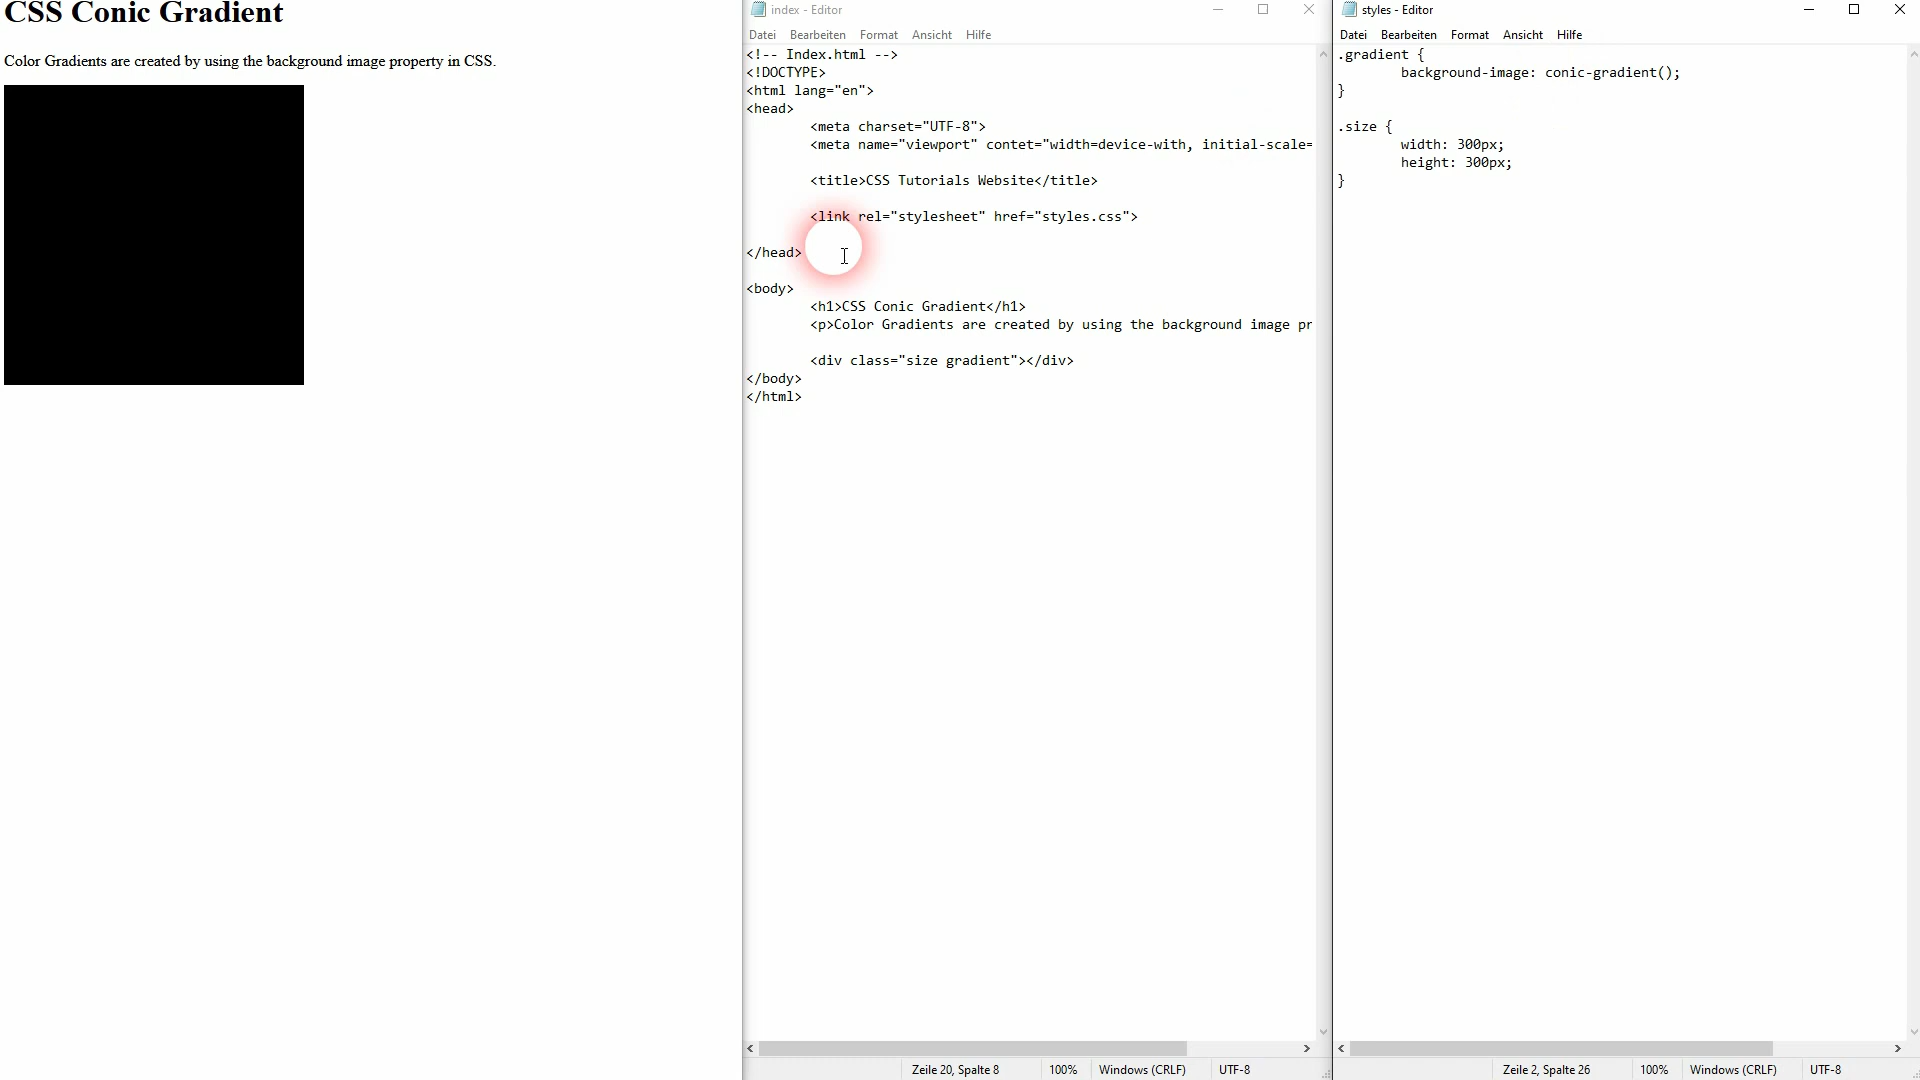 CSS Conic Gradient
Color Gradients are created by using the background image property in CSS.
index - Editor
Datei Bearbeiten Format Ansicht Hilfe
<!-- Index.html -->
<!DOCTYPE>
<html lang="en">
<head>
<meta charset="UTF-8">
<meta name="viewport" contet="width=device-with, initial-scale=
<title>CSS Tutorials Website</title>
<link rel="stylesheet" href="styles.css">
</head>
<body>
<h1>CSS Conic Gradient</h1>
<p>Color Gradients are created by using the background image pr
<div class="size gradient"></div>
</body>
</html>
Zeile 20, Spalte 8 100% Windows (CRLF) UTF-8
styles - Editor
Datei Bearbeiten Format Ansicht Hilfe
.gradient {
background-image: conic-gradient();
}
.size {
width: 300px;
height: 300px;
}
Zeile 2, Spalte 26 100% Windows (CRLF) UTF-8